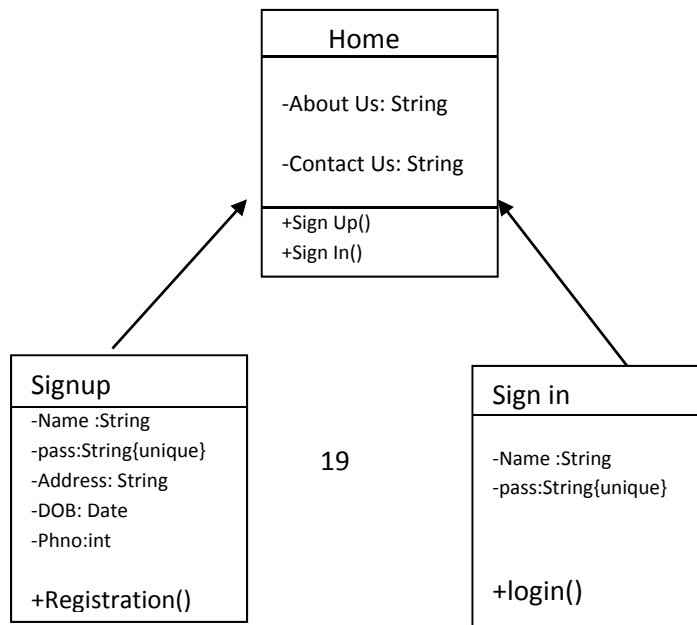 Home
-About Us: String
-Contact Us: String
+Sign Up()
+Sign In()
Signup
-Name :String
-pass:String{unique}
-Address: String
-DOB: Date
-Phno:int
+Registration()
19
Sign in
-Name :String
-pass:String{unique}
+login()